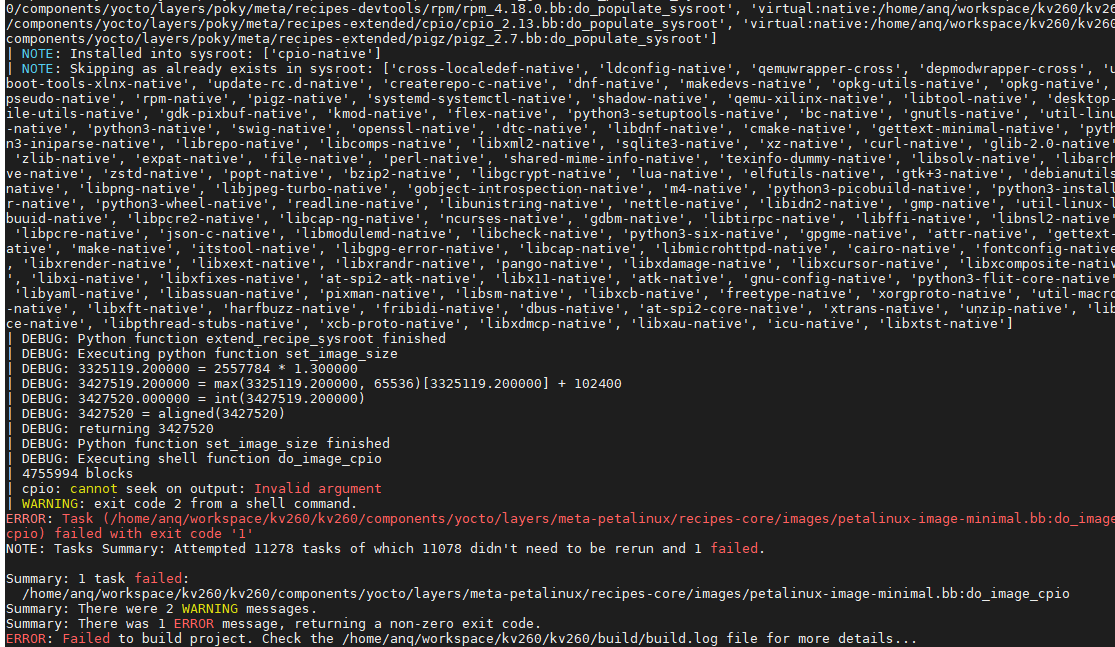 0/components/yocto/layers/poky/meta/recipes-devtools/rpm/rpm_4.18.0.bb:do_populate_sysroot', 'virtual:native:/home/anq/workspace/kv260/kv26
/components/yocto/layers/poky/meta/recipes-extended/cpio/cpio_2.13.bb:do_populate_sysroot', 'virtual:native:/home/anq/workspace/kv260/kv260/
components/yocto/layers/poky/meta/recipes-extended/pigz/pigz_2.7.bb:do_populate_sysroot']
| NOTE: Installed into sysroot: ['cpio-native']
| NOTE: Skipping as already exists in sysroot: ['cross-localedef-native', 'ldconfig-native', 'qemuwrapper-cross', 'depmodwrapper-cross', 'u
boot-tools-xlnx-native', 'update-rc.d-native', 'createrepo-c-native', 'dnf-native', 'makedevs-native', 'opkg-utils-native', 'opkg-native',
pseudo-native', 'rpm-native', 'pigz-native', 'systemd-systemctl-native', 'shadow-native', 'qemu-xilinx-native', 'libtool-native', 'desktop-
ile-utils-native', 'gdk-pixbuf-native', 'kmod-native', 'flex-native', 'python3-setuptools-native', 'bc-native', 'gnutls-native', 'util-linu
-native', 'python3-native', 'swig-native', 'openssl-native', 'dtc-native', 'libdnf-native', 'cmake-native', 'gettext-minimal-native', 'pyth
n3-iniparse-native', 'librepo-native', 'libcomps-native', 'libxml2-native', 'sqlite3-native', 'xz-native', 'curl-native', 'glib-2.0-native'
 'zlib-native', 'expat-native', 'file-native', 'perl-native', 'shared-mime-info-native', 'texinfo-dummy-native', 'libsolv-native', 'libarch
ve-native', 'zstd-native', 'popt-native', 'bzip2-native', 'libgcrypt-native', 'lua-native', 'elfutils-native', 'gtk+3-native', 'debianutils
native', 'libpng-native', 'libjpeg-turbo-native', 'gobject-introspection-native', 'm4-native', 'python3-picobuild-native', 'python3-install
r-native', 'python3-wheel-native', 'readline-native', 'libunistring-native', 'nettle-native', 'libidn2-native', 'gmp-native', 'util-linux-l
buuid-native', 'libpcre2-native', 'libcap-ng-native', 'ncurses-native', 'gdbm-native', 'libtirpc-native', 'libffi-native', 'libnsl2-native'
 'libpcre-native', 'json-c-native', 'libmodulemd-native', 'libcheck-native', 'python3-six-native', 'gpgme-native', 'attr-native', 'gettext-
ative', 'make-native', 'itstool-native', 'libgpg-error-native', 'libcap-native', 'libmicrohttpd-native', 'cairo-native', 'fontconfig-native
, 'libxrender-native', 'libxext-native', 'libxrandr-native', 'pango-native', 'libxdamage-native', 'libxcursor-native', 'libxcomposite-nativ
', 'libxi-native', 'libxfixes-native', 'at-spi2-atk-native', 'libx11-native', 'atk-native', 'gnu-config-native', 'python3-flit-core-native'
 'libyaml-native', 'libassuan-native', 'pixman-native', 'libsm-native', 'libxcb-native', 'freetype-native', 'xorgproto-native', 'util-macro
-native', 'libxft-native', 'harfbuzz-native', 'fribidi-native', 'dbus-native', 'at-spi2-core-native', 'xtrans-native', 'unzip-native', 'lib
ce-native', 'libpthread-stubs-native', 'xcb-proto-native', 'libxdmcp-native', 'libxau-native', 'icu-native', 'libxtst-native']
| DEBUG: Python function extend_recipe_sysroot finished
| DEBUG: Executing python function set_image_size
| DEBUG: 3325119.200000 = 2557784 * 1.300000
| DEBUG: 3427519.200000 = max(3325119.200000, 65536)[3325119.200000] + 102400
| DEBUG: 3427520.000000 = int(3427519.200000)
| DEBUG: 3427520 = aligned(3427520)
| DEBUG: returning 3427520
| DEBUG: Python function set_image_size finished
| DEBUG: Executing shell function do_image_cpio
| 4755994 blocks
| cpio: cannot seek on output: Invalid argument
| WARNING: exit code 2 from a shell command.
ERROR: Task (/home/anq/workspace/kv260/kv260/components/yocto/layers/meta-petalinux/recipes-core/images/petalinux-image-minimal.bb:do_image
cpio) failed with exit code '1'
NOTE: Tasks Summary: Attempted 11278 tasks of which 11078 didn't need to be rerun and 1 failed.
Summary: 1 task failed:
  /home/anq/workspace/kv260/kv260/components/yocto/layers/meta-petalinux/recipes-core/images/petalinux-image-minimal.bb:do_image_cpio
Summary: There were 2 WARNING messages.
Summary: There was 1 ERROR message, returning a non-zero exit code.
ERROR: Failed to build project. Check the /home/anq/workspace/kv260/kv260/build/build.log file for more details...